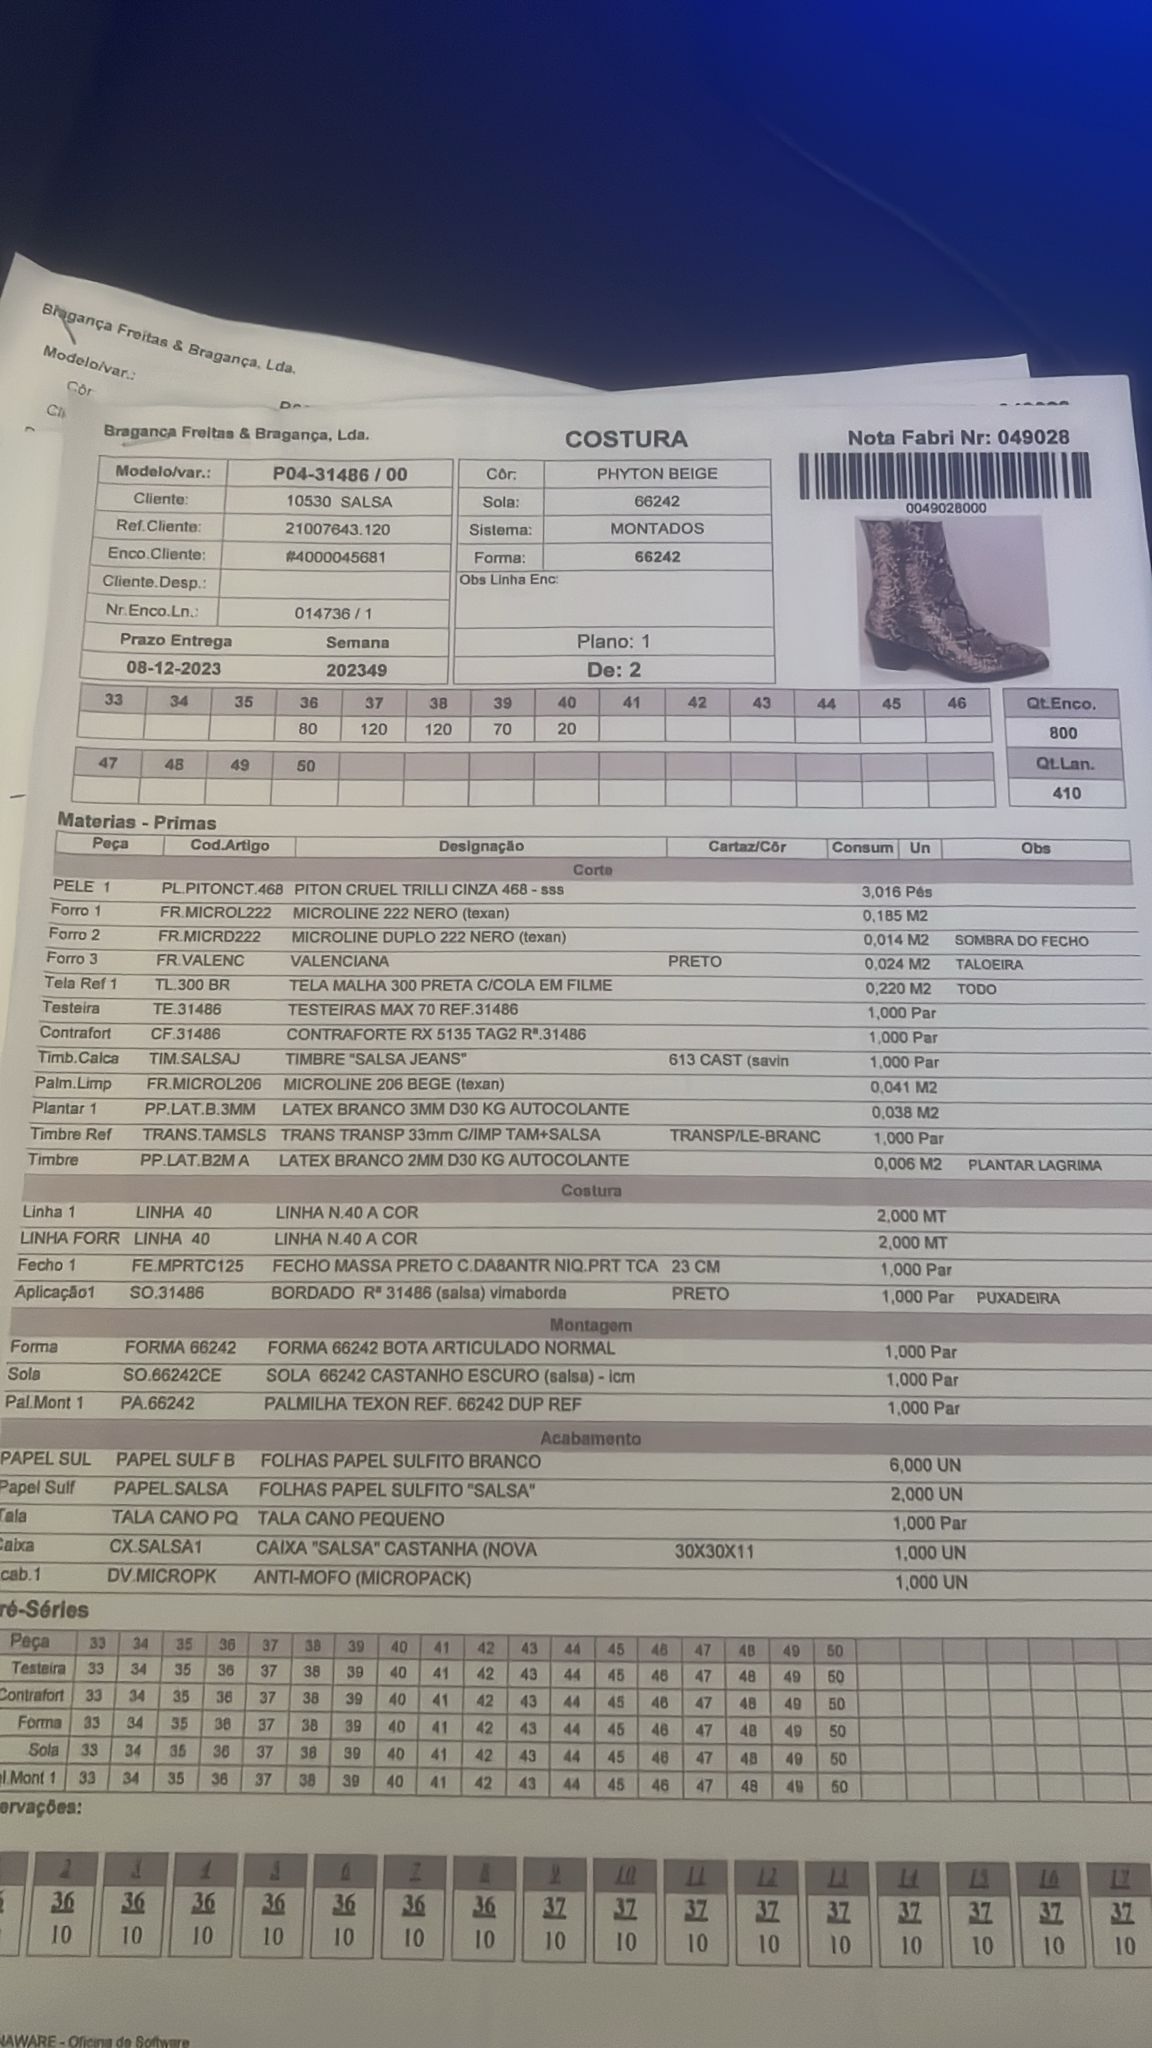 Bragança Freitas & Bragança, Lda.
Modelo/var.:
Côr
Bragança Freitas & Bragança, Lda.
COSTURA
Nota Fabri Nr: 049028
0049028000
Modelo/var.: P04-31486 / 00
Cliente: 10530 SALSA
Ref.Cliente: 21007643.120
Enco.Cliente: #4000045681
Cliente.Desp.:
Nr.Enco.Ln.: 014736 / 1
Prazo Entrega Semana
08-12-2023 202349
Côr: PHYTON BEIGE
Sola: 66242
Sistema: MONTADOS
Forma: 66242
Obs Linha Enc:
Plano: 1
De: 2
33 34 35 36 37 38 39 40 41 42 43 44 45 46
80 120 120 70 20
47 48 49 50
Qt.Enco.
800
Qt.Lan.
410
Materias - Primas
Peça Cod.Artigo Designação Cartaz/Côr Consum Un Obs
Corte
PELE 1 PL.PITONCT.468 PITON CRUEL TRILLI CINZA 468 - sss 3,016 Pés
Forro 1 FR.MICROL222 MICROLINE 222 NERO (texan) 0,185 M2
Forro 2 FR.MICRD222 MICROLINE DUPLO 222 NERO (texan) 0,014 M2 SOMBRA DO FECHO
Forro 3 FR.VALENC VALENCIANA PRETO 0,024 M2 TALOEIRA
Tela Ref 1 TL.300 BR TELA MALHA 300 PRETA C/COLA EM FILME 0,220 M2 TODO
Testeira TE.31486 TESTEIRAS MAX 70 REF.31486 1,000 Par
Contrafort CF.31486 CONTRAFORTE RX 5135 TAG2 Rª.31486 1,000 Par
Timb.Calca TIM.SALSAJ TIMBRE "SALSA JEANS" 613 CAST (savin 1,000 Par
Palm.Limp FR.MICROL206 MICROLINE 206 BEGE (texan) 0,041 M2
Plantar 1 PP.LAT.B.3MM LATEX BRANCO 3MM D30 KG AUTOCOLANTE 0,038 M2
Timbre Ref TRANS.TAMSLS TRANS TRANSP 33mm C/IMP TAM+SALSA TRANSP/LE-BRANC 1,000 Par
Timbre PP.LAT.B2M A LATEX BRANCO 2MM D30 KG AUTOCOLANTE 0,006 M2 PLANTAR LAGRIMA
Costura
Linha 1 LINHA 40 LINHA N.40 A COR 2,000 MT
LINHA FORR LINHA 40 LINHA N.40 A COR 2,000 MT
Fecho 1 FE.MPRTC125 FECHO MASSA PRETO C.DA8ANTR NIQ.PRT TCA 23 CM 1,000 Par
Aplicação1 SO.31486 BORDADO Rª 31486 (salsa) vimaborda PRETO 1,000 Par PUXADEIRA
Montagem
Forma FORMA 66242 FORMA 66242 BOTA ARTICULADO NORMAL 1,000 Par
Sola SO.66242CE SOLA 66242 CASTANHO ESCURO (salsa) - icm 1,000 Par
Pal.Mont 1 PA.66242 PALMILHA TEXON REF. 66242 DUP REF 1,000 Par
Acabamento
PAPEL SUL PAPEL SULF B FOLHAS PAPEL SULFITO BRANCO 6,000 UN
Papel Sulf PAPEL.SALSA FOLHAS PAPEL SULFITO "SALSA" 2,000 UN
Tala TALA CANO PQ TALA CANO PEQUENO 1,000 Par
Caixa CX.SALSA1 CAIXA "SALSA" CASTANHA (NOVA 30X30X11 1,000 UN
cab.1 DV.MICROPK ANTI-MOFO (MICROPACK) 1,000 UN
ré-Séries
Peça 33 34 35 36 37 38 39 40 41 42 43 44 45 46 47 48 49 50
Testeira 33 34 35 36 37 38 39 40 41 42 43 44 45 46 47 48 49 50
Contrafort 33 34 35 36 37 38 39 40 41 42 43 44 45 46 47 48 49 50
Forma 33 34 35 36 37 38 39 40 41 42 43 44 45 46 47 48 49 50
Sola 33 34 35 36 37 38 39 40 41 42 43 44 45 46 47 48 49 50
l.Mont 1 33 34 35 36 37 38 39 40 41 42 43 44 45 46 47 48 49 50
ervações:
2 3 4 5 6 7 8 9 10 11 12 13 14 15 16 17
36 36 36 36 36 36 36 37 37 37 37 37 37 37 37 37
10 10 10 10 10 10 10 10 10 10 10 10 10 10 10 10
NAWARE - Oficina de Software